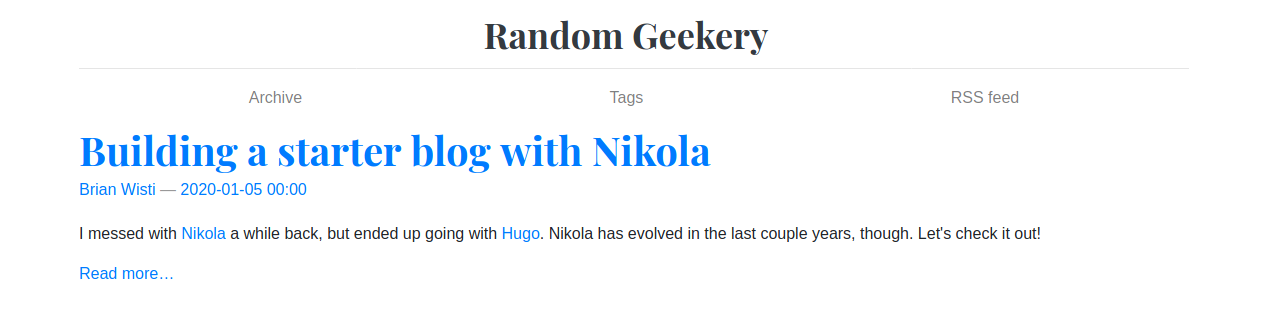 Random Geekery
Archive Tags RSS feed
Building a starter blog with Nikola
Brian Wisti — 2020-01-05 00:00
I messed with Nikola a while back, but ended up going with Hugo. Nikola has evolved in the last couple years, though. Let's check it out!
Read more…